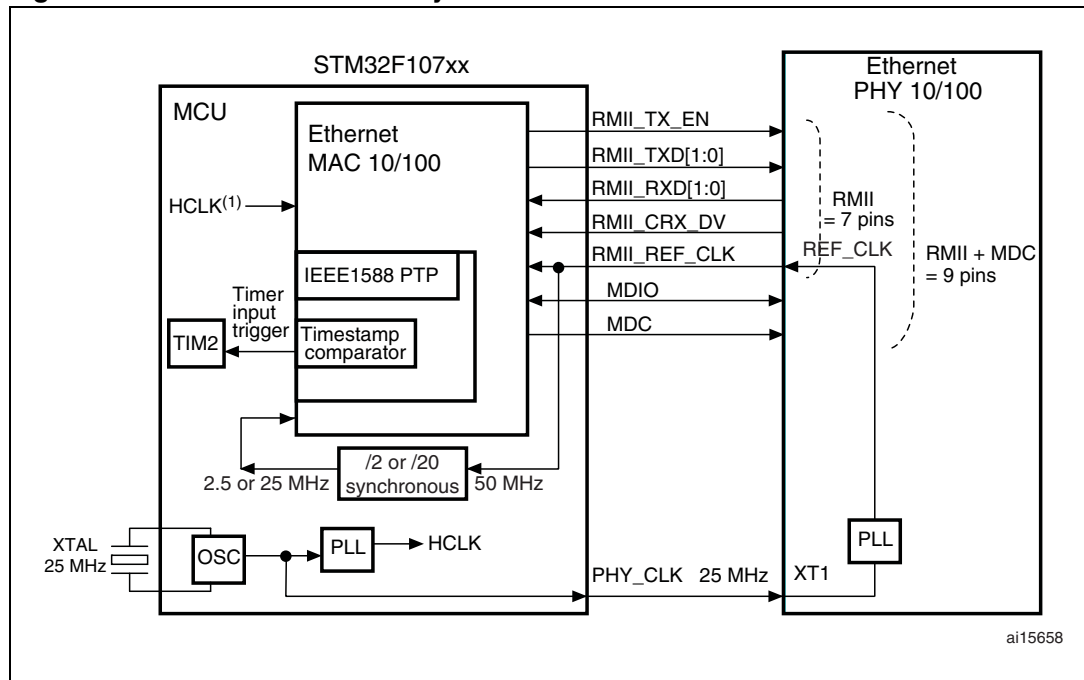 STM32F107xx
MCU
Ethernet
MAC 10/100
HCLK(1)
IEEE1588 PTP
Timer
input
trigger
Timestamp
comparator
TIM2
/2 or /20
synchronous
2.5 or 25 MHz
50 MHz
XTAL
25 MHz
OSC
PLL
HCLK
RMII_TX_EN
RMII_TXD[1:0]
RMII_RXD[1:0]
RMII_CRX_DV
RMII_REF_CLK
MDIO
MDC
PHY_CLK 25 MHz
Ethernet
PHY 10/100
RMII
= 7 pins
REF_CLK
RMII + MDC
= 9 pins
PLL
XT1
ai15658